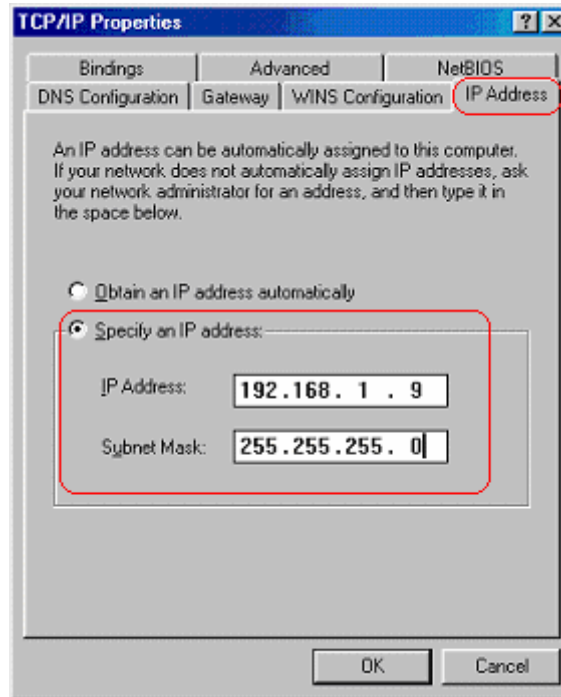 TCP/IP Properties
Bindings Advanced NetBIOS
DNS Configuration Gateway WINS Configuration IP Address
An IP address can be automatically assigned to this computer.
If your network does not automatically assign IP addresses, ask
your network administrator for an address, and then type it in
the space below.
Obtain an IP address automatically
Specify an IP address:
IP Address: 192.168. 1 . 9
Subnet Mask: 255.255.255. 0
OK Cancel